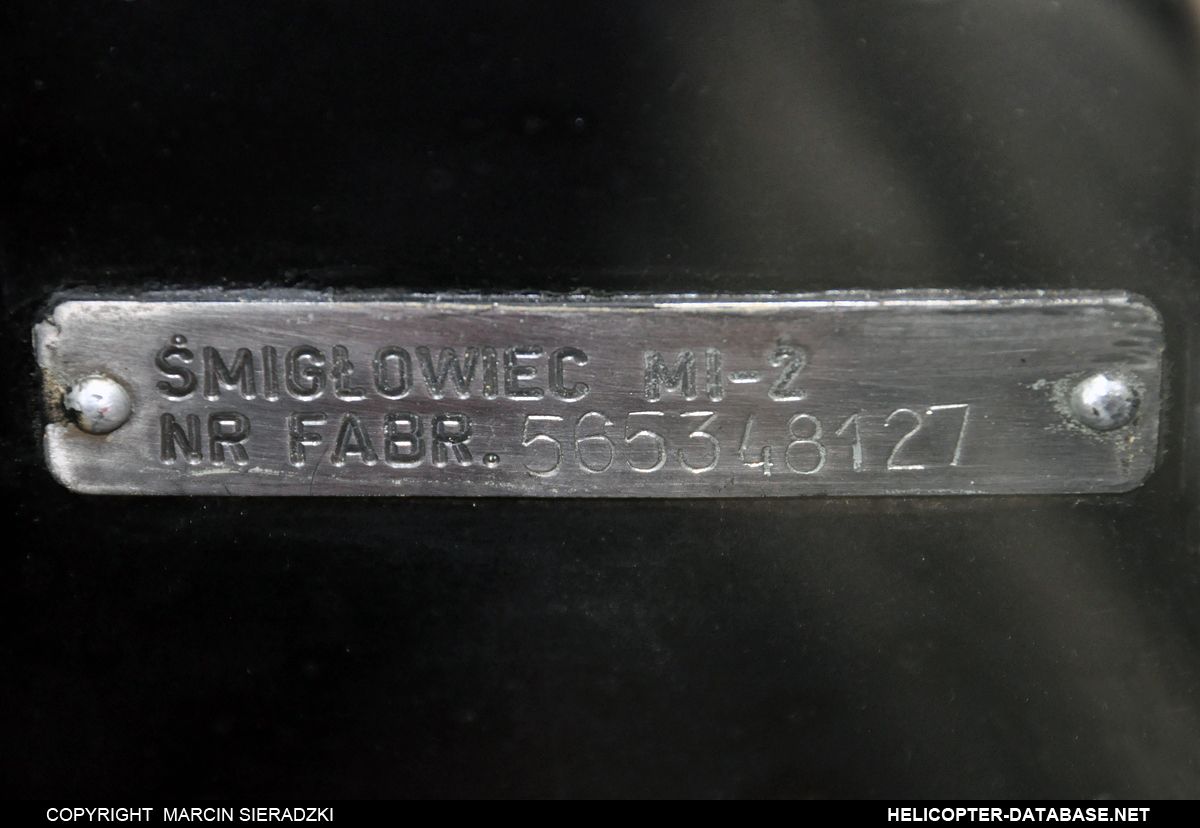 ŚMIGŁOWIEC MI-2
NR FABR. 565348127
COPYRIGHT MARCIN SIERADZKI
HELICOPTER-DATABASE.NET